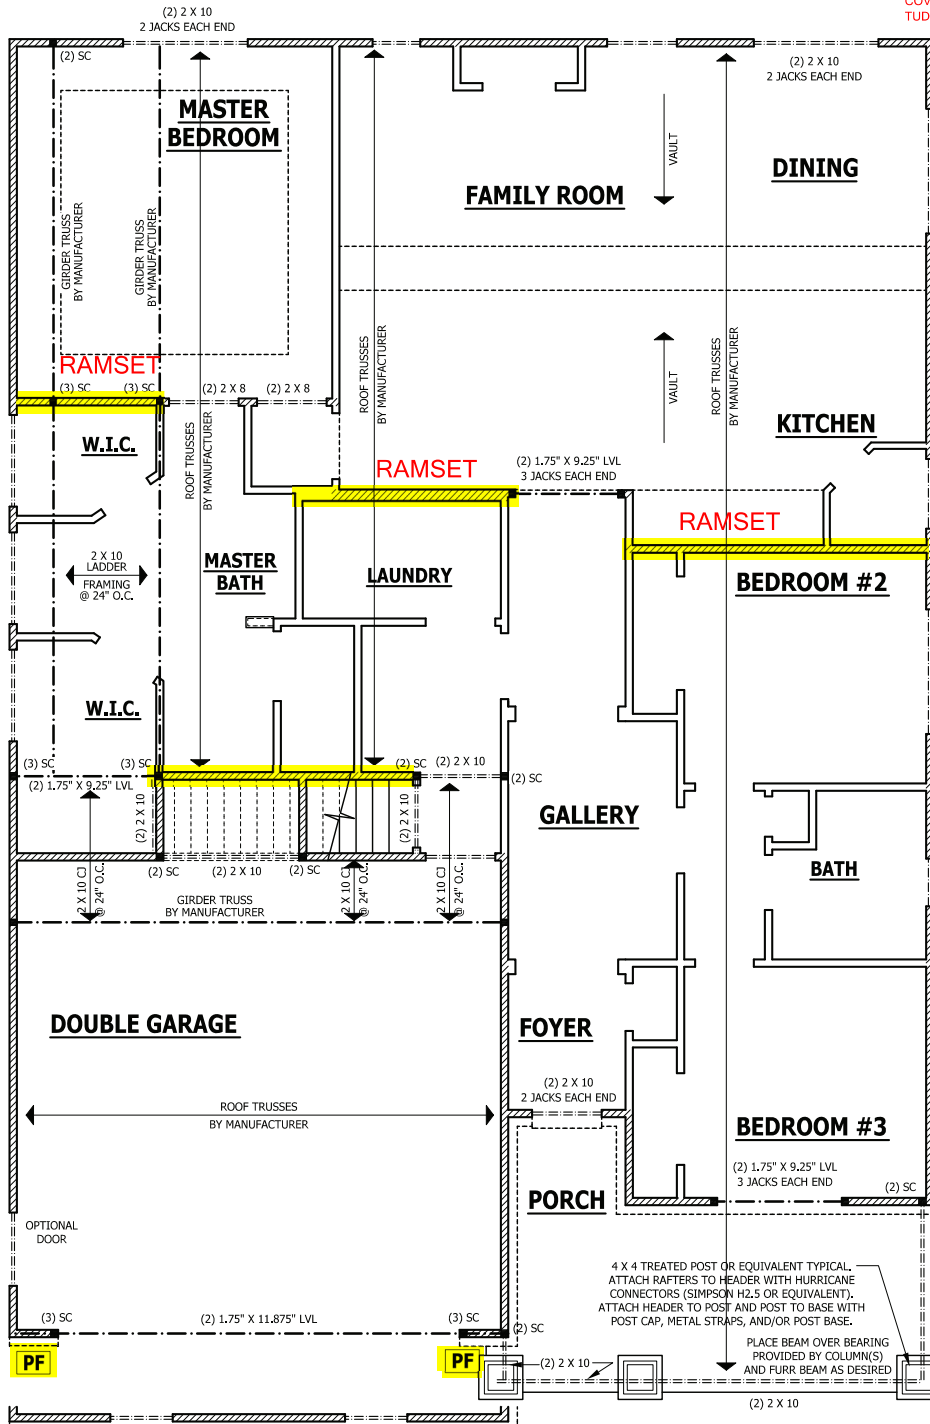 COV
TUD
(2) 2 X 10
2 JACKS EACH END
(2) SC
(2) 2 X 10
2 JACKS EACH END
MASTER
BEDROOM
FAMILY ROOM
VAULT
DINING
GIRDER TRUSS
BY MANUFACTURER
GIRDER TRUSS
BY MANUFACTURER
RAMSET
(3) SC
(3) SC
(2) 2 X 8
(2) 2 X 8
ROOF TRUSSES
BY MANUFACTURER
ROOF TRUSSES
BY MANUFACTURER
ROOF TRUSSES
BY MANUFACTURER
VAULT
KITCHEN
W.I.C.
RAMSET
(2) 1.75" X 9.25" LVL
3 JACKS EACH END
RAMSET
2 X 10
LADDER
FRAMING
@ 24" O.C.
MASTER
BATH
LAUNDRY
BEDROOM #2
W.I.C.
(3) SC
(3) SC
(2) SC
(2) 2 X 10
(2) SC
(2) 1.75" X 9.25" LVL
(2) 2 X 10
(2) 2 X 10
GALLERY
BATH
2 X 10 CJ
@ 24" O.C.
(2) SC
(2) 2 X 10
(2) SC
2 X 10 CJ
@ 24" O.C.
2 X 10 CJ
@ 24" O.C.
GIRDER TRUSS
BY MANUFACTURER
DOUBLE GARAGE
FOYER
(2) 2 X 10
2 JACKS EACH END
ROOF TRUSSES
BY MANUFACTURER
BEDROOM #3
(2) 1.75" X 9.25" LVL
3 JACKS EACH END
(2) SC
PORCH
OPTIONAL
DOOR
4 X 4 TREATED POST OR EQUIVALENT TYPICAL.
ATTACH RAFTERS TO HEADER WITH HURRICANE
CONNECTORS (SIMPSON H2.5 OR EQUIVALENT).
ATTACH HEADER TO POST AND POST TO BASE WITH
POST CAP, METAL STRAPS, AND/OR POST BASE.
(3) SC
(2) 1.75" X 11.875" LVL
(3) SC
(2) SC
PLACE BEAM OVER BEARING
PROVIDED BY COLUMN(S)
AND FURR BEAM AS DESIRED
PF
PF
(2) 2 X 10
(2) 2 X 10